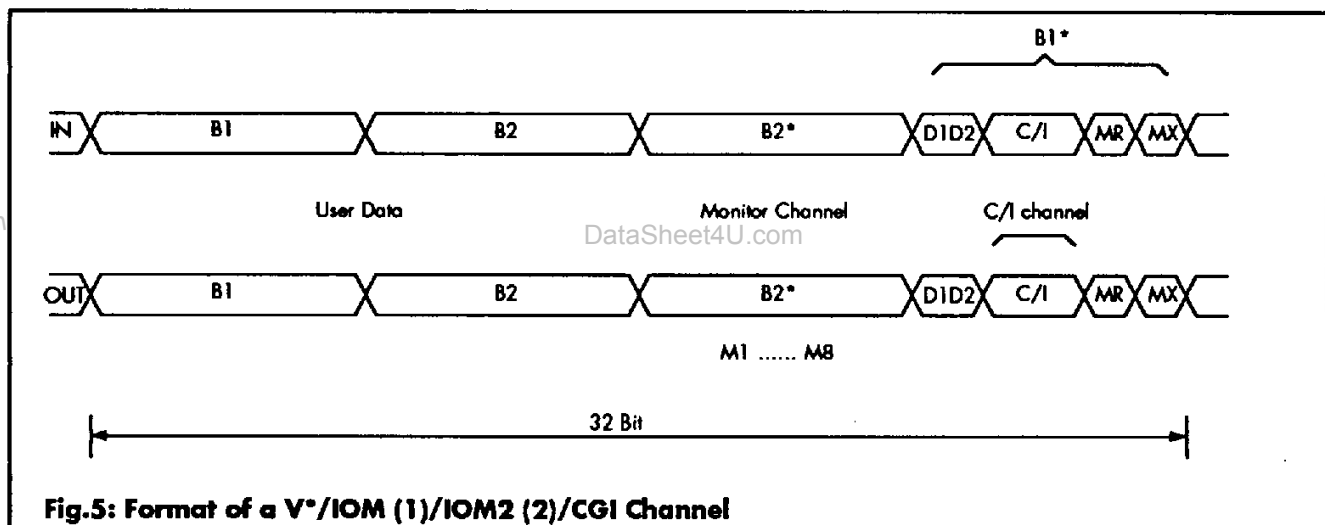 B1*
IN B1 B2 B2* D1D2 C/I MR MX
User Data Monitor Channel C/I channel
DataSheet4U.com
OUT B1 B2 B2* D1D2 C/I MR MX
M1 ...... M8
32 Bit
Fig.5: Format of a V*/IOM (1)/IOM2 (2)/CGI Channel